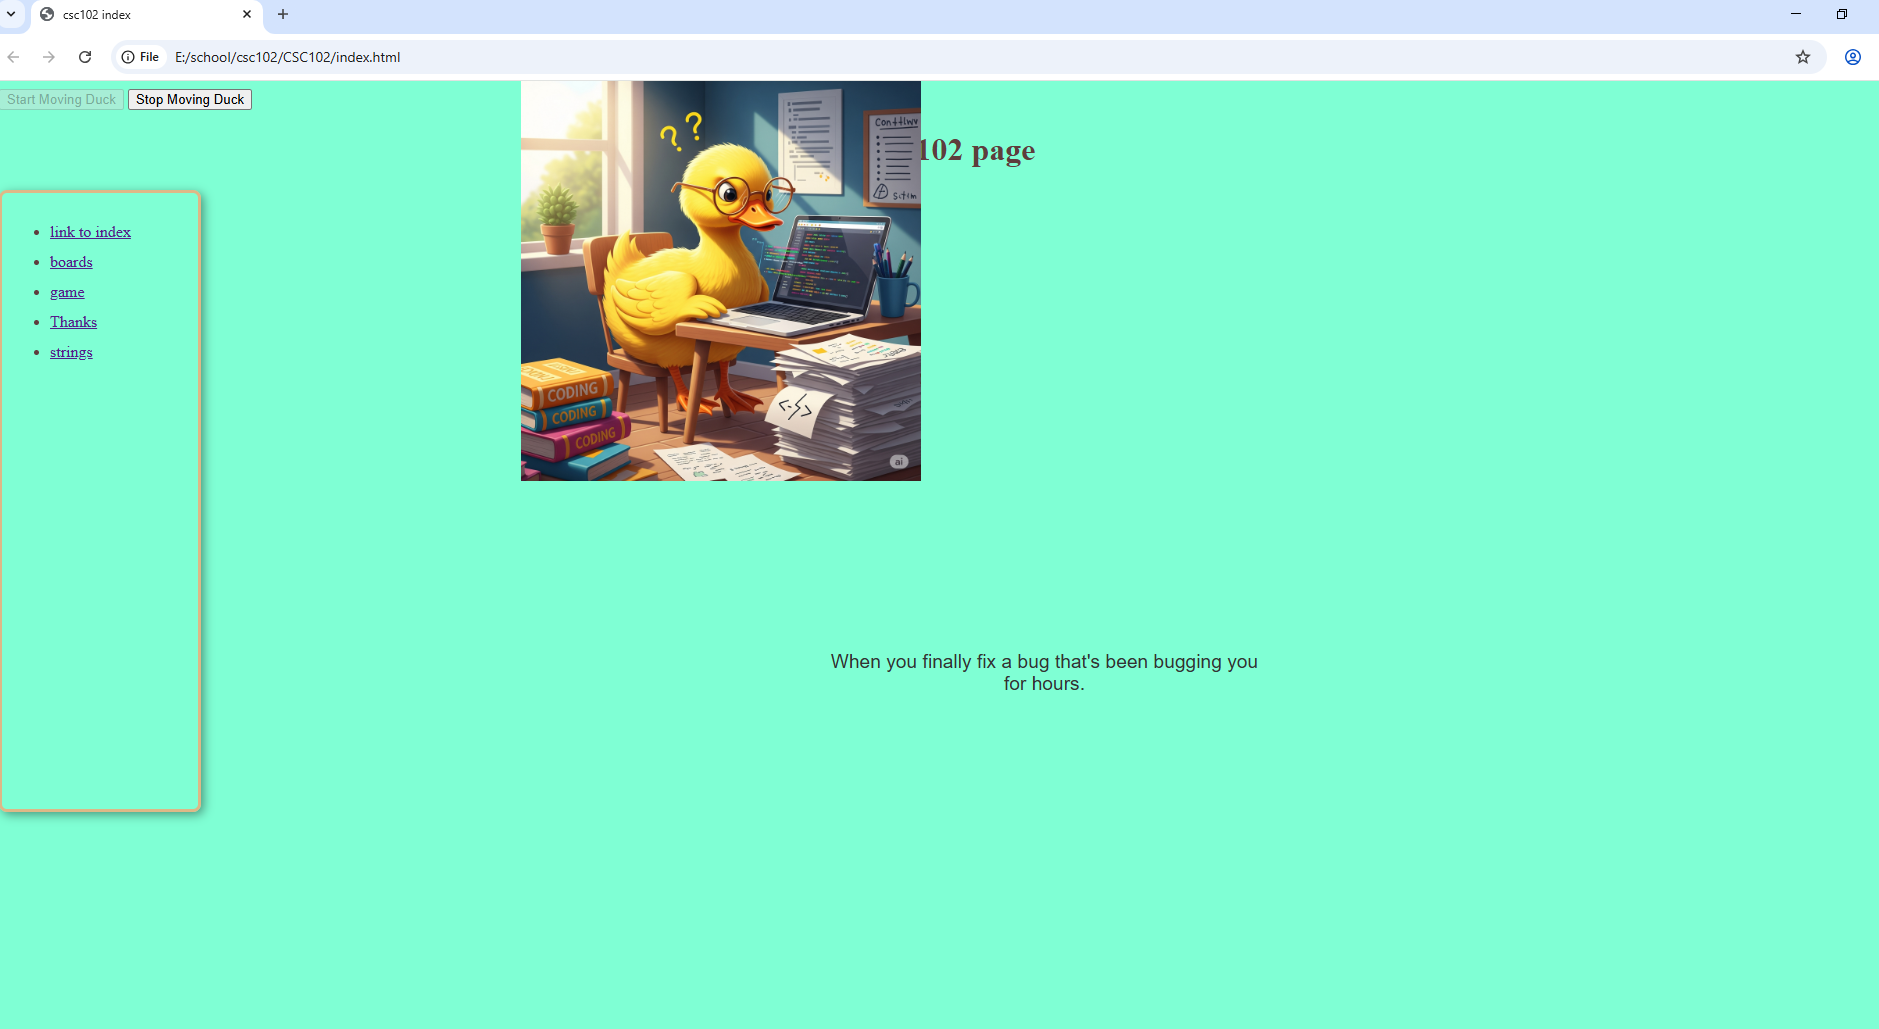 csc102 index
File E:/school/csc102/CSC102/index.html
Start Moving Duck Stop Moving Duck
102 page
link to index
boards
game
Thanks
strings
? ?
CODING
CODING
CODING
<-5/>
ai
When you finally fix a bug that's been bugging you
for hours.